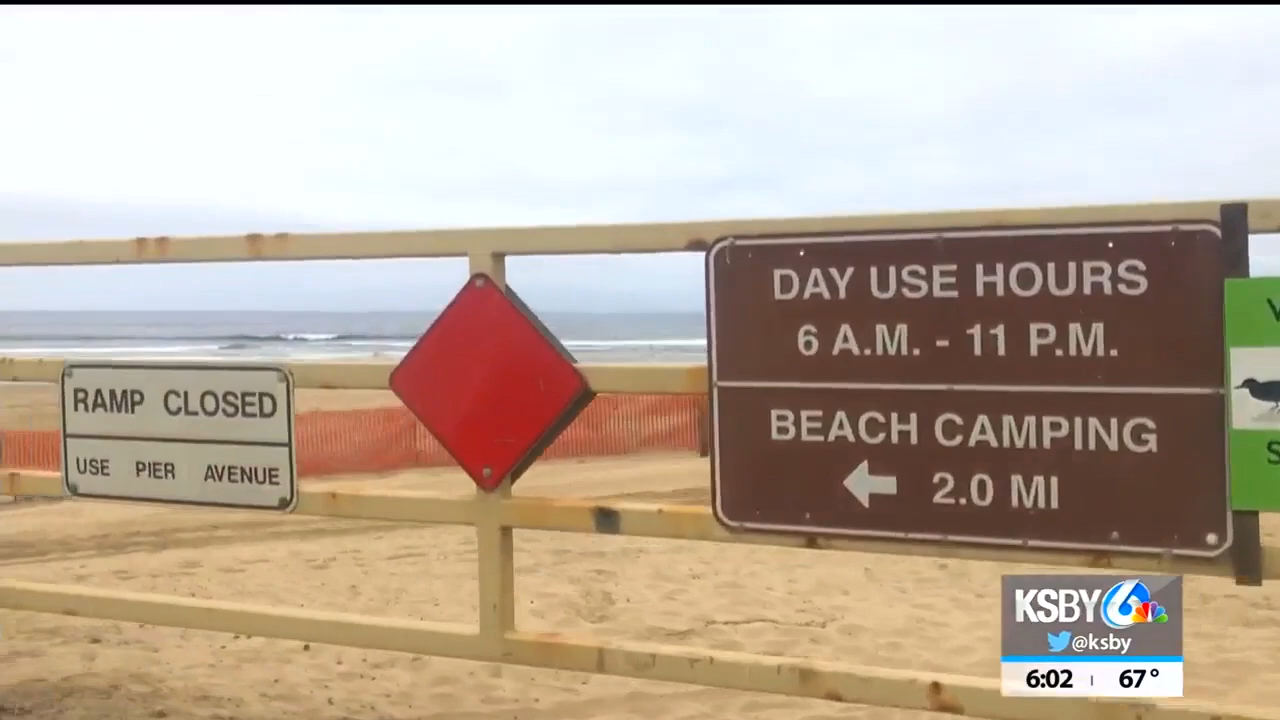 RAMP CLOSED
USE PIER AVENUE
DAY USE HOURS
6 A.M. - 11 P.M.
BEACH CAMPING
2.0 MI
KSBY 6
@ksby
6:02 67°